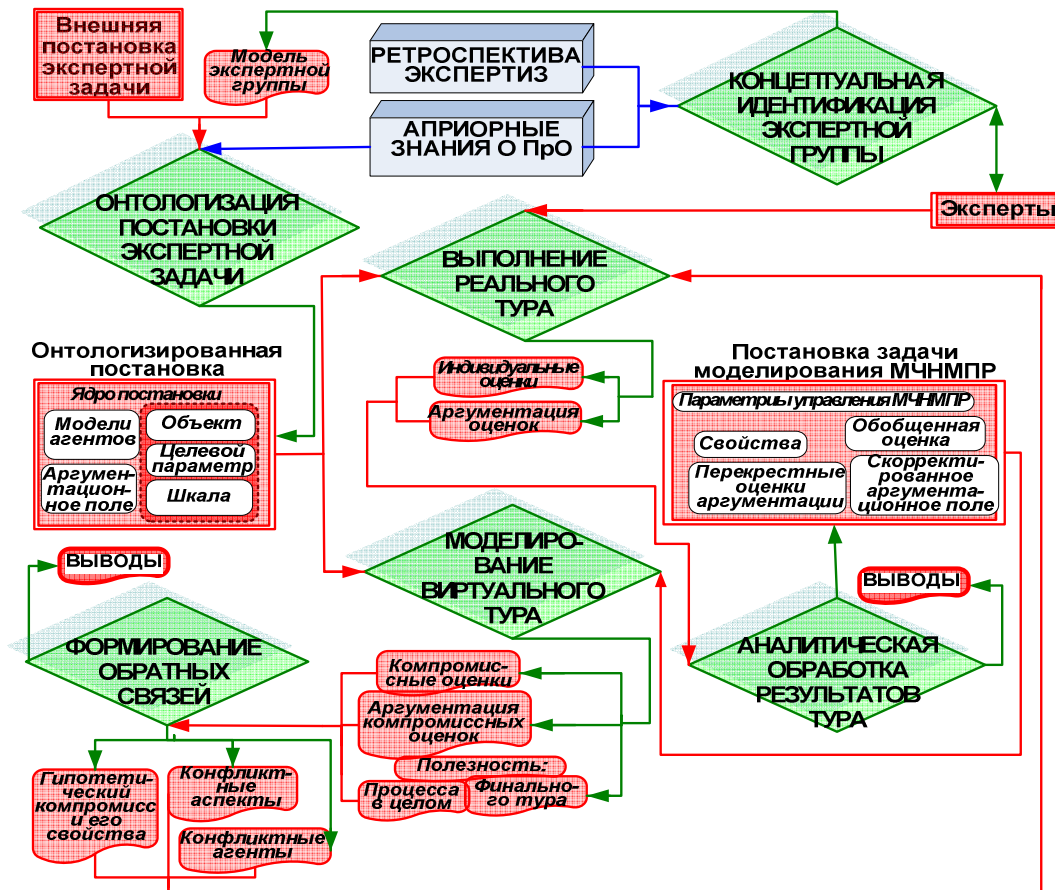 Внешняя
постановка
экспертной
задачи
Модель
экспертной
группы
РЕТРОСПЕКТИВА
ЭКСПЕРТИЗ
АПРИОРНЫЕ
ЗНАНИЯ О ПрО
КОНЦЕПТУАЛЬНАЯ
ИДЕНТИФИКАЦИЯ
ЭКСПЕРТНОЙ
ГРУППЫ
Эксперты
ОНТОЛОГИЗАЦИЯ
ПОСТАНОВКИ
ЭКСПЕРТНОЙ
ЗАДАЧИ
ВЫПОЛНЕНИЕ
РЕАЛЬНОГО
ТУРА
Онтологизированная
постановка
Ядро постановки
Модели
агентов
Аргумен-
тацион-
ное поле
Объект
Целевой
параметр
Шкала
Индивидуальные
оценки
Аргументация
оценок
Постановка задачи
моделирования МЧНМПР
Параметриы управления МЧНМПР
Свойства
Обобщенная
оценка
Перекрестные
оценки
аргументации
Скорректи-
рованное
аргумента-
ционное поле
МОДЕЛИРО-
ВАНИЕ
ВИРТУАЛЬНОГО
ТУРА
ВЫВОДЫ
ФОРМИРОВАНИЕ
ОБРАТНЫХ
СВЯЗЕЙ
ВЫВОДЫ
АНАЛИТИЧЕСКАЯ
ОБРАБОТКА
РЕЗУЛЬТАТОВ
ТУРА
Компромис-
сные оценки
Аргументация
компромиссных
оценок
Полезность:
Процесса
в целом
Финально-
го тура
Гипотети-
ческий
компромисс
и его
свойства
Конфликт-
ные
аспекты
Конфликтные
агенты